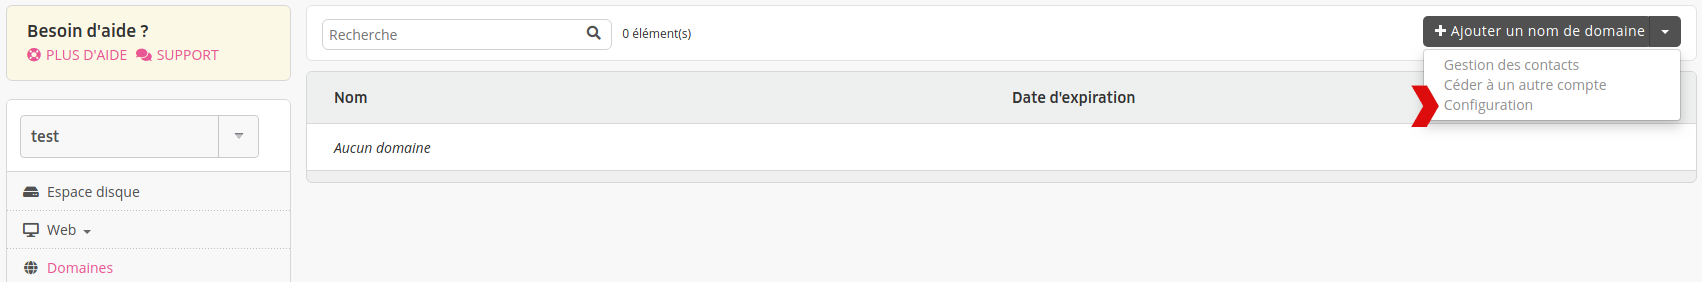 Besoin d'aide ?
PLUS D'AIDE SUPPORT
test
Espace disque
Web
Domaines
Recherche
0 élément(s)
Ajouter un nom de domaine
Gestion des contacts
Céder à un autre compte
Configuration
Nom Date d'expiration
Aucun domaine